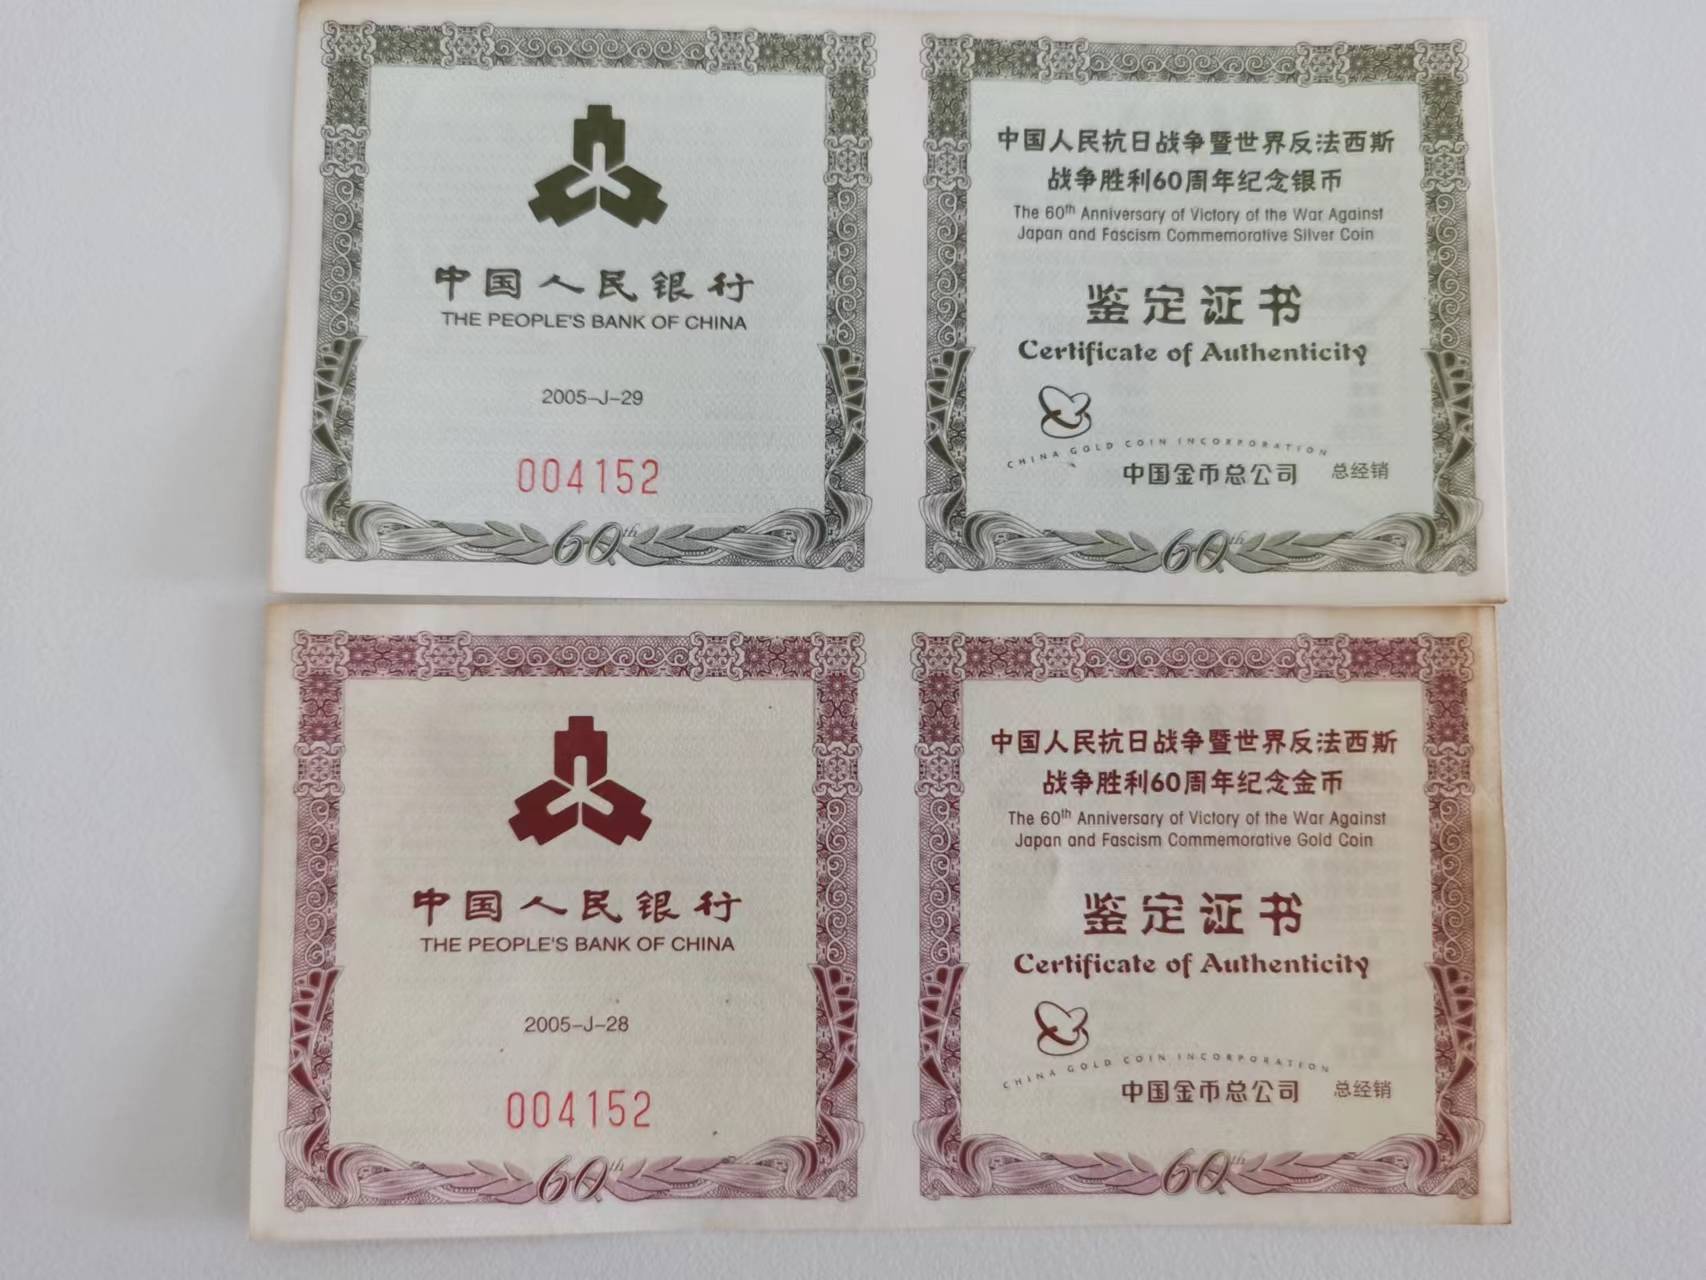 中国人民银行
THE PEOPLE'S BANK OF CHINA
2005-J-29
004152
60th
中国人民抗日战争暨世界反法西斯
战争胜利60周年纪念银币
The 60th Anniversary of Victory of the War Against
Japan and Fascism Commemorative Silver Coin
鉴定证书
Certificate of Authenticity
CHINA GOLD COIN INCORPORATION
中国金币总公司 总经销
60th
中国人民银行
THE PEOPLE'S BANK OF CHINA
2005-J-28
004152
60th
中国人民抗日战争暨世界反法西斯
战争胜利60周年纪念金币
The 60th Anniversary of Victory of the War Against
Japan and Fascism Commemorative Gold Coin
鉴定证书
Certificate of Authenticity
CHINA GOLD COIN INCORPORATION
中国金币总公司 总经销
60th